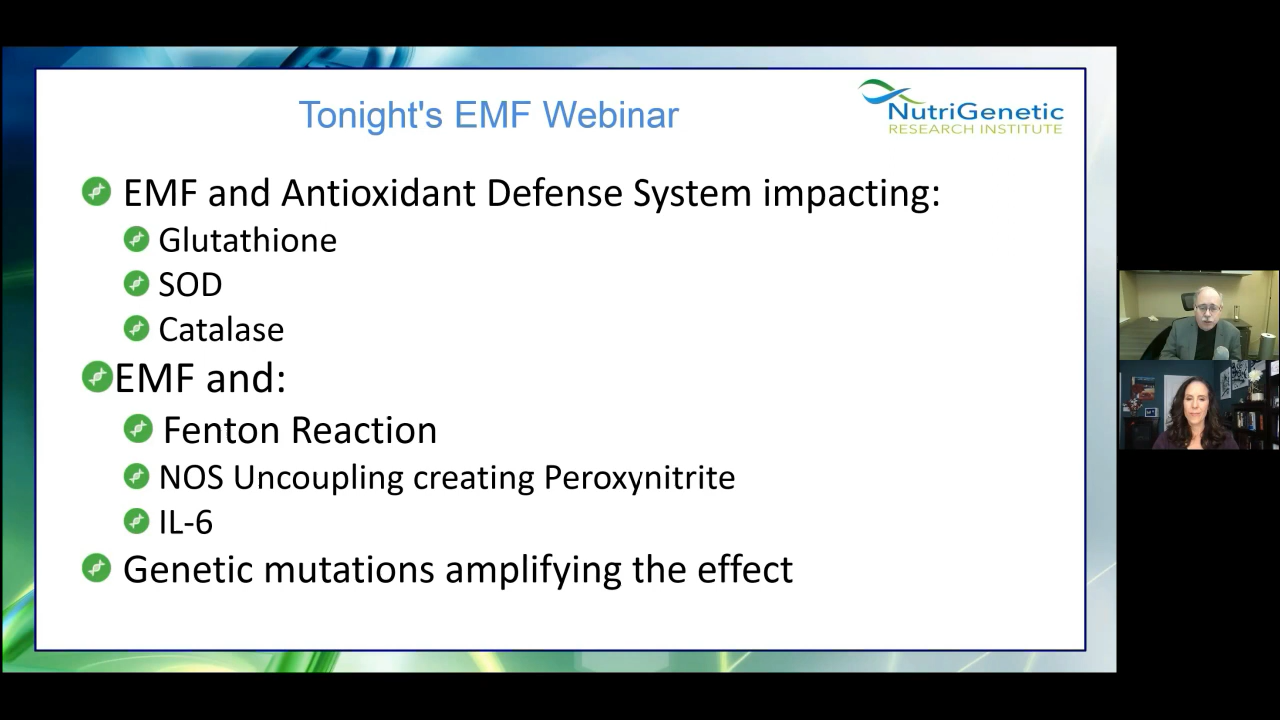 Tonight's EMF Webinar
NutriGenetic
RESEARCH INSTITUTE
EMF and Antioxidant Defense System impacting:
Glutathione
SOD
Catalase
EMF and:
Fenton Reaction
NOS Uncoupling creating Peroxynitrite
IL-6
Genetic mutations amplifying the effect